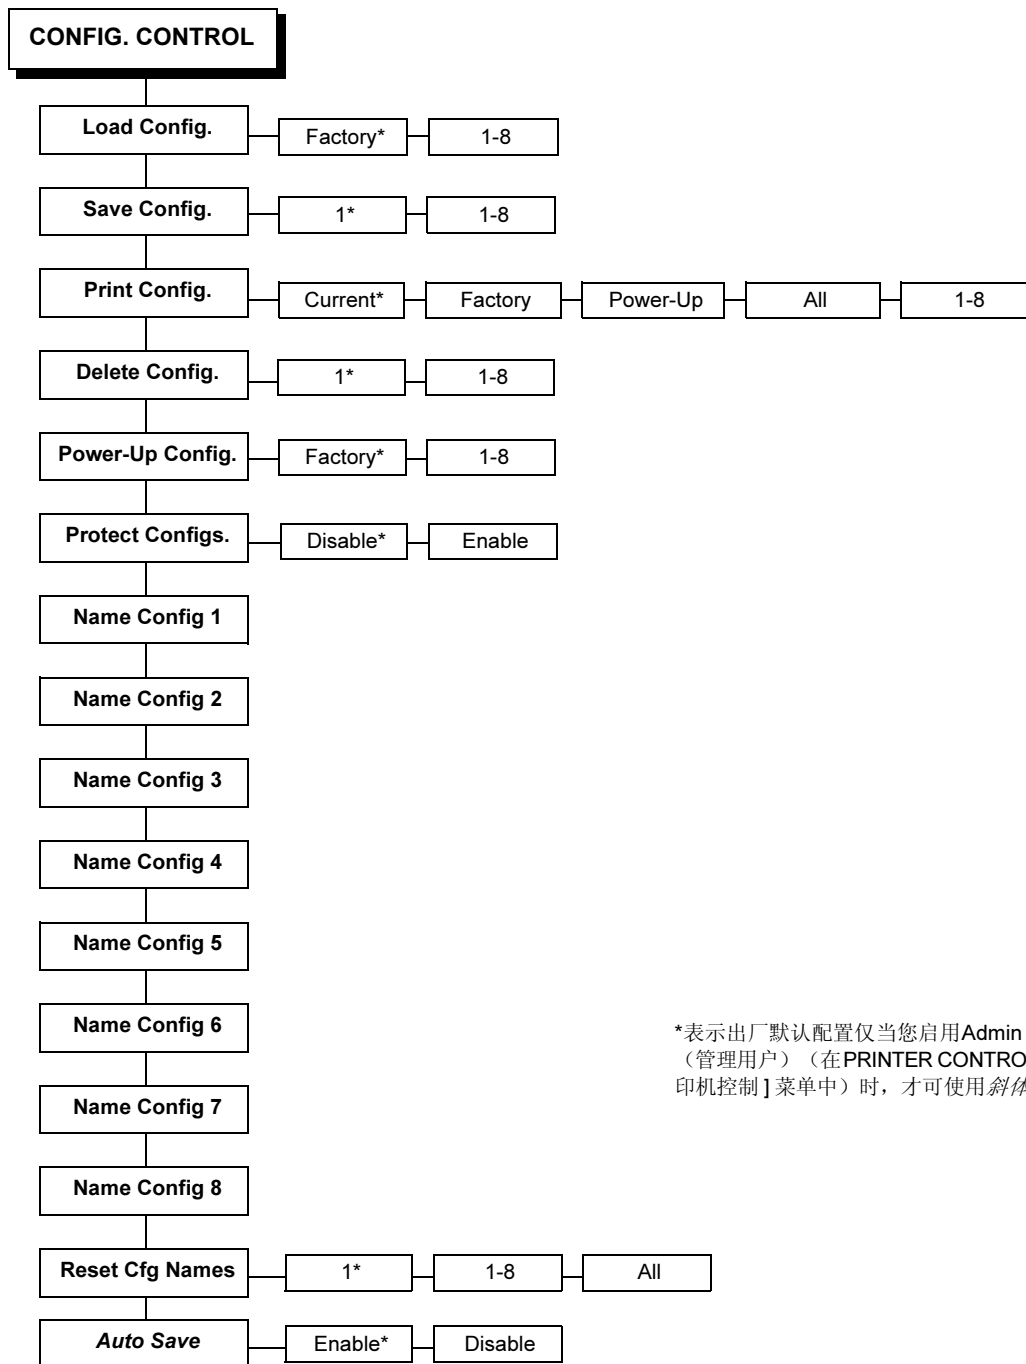 CONFIG. CONTROL
Load Config. Factory* 1-8
Save Config. 1* 1-8
Print Config. Current* Factory Power-Up All 1-8
Delete Config. 1* 1-8
Power-Up Config. Factory* 1-8
Protect Configs. Disable* Enable
Name Config 1
Name Config 2
Name Config 3
Name Config 4
Name Config 5
Name Config 6
*表示出厂默认配置仅当您启用Admin
（管理用户）（在PRINTER CONTRO
印机控制 ] 菜单中）时，才可使用斜体
Name Config 7
Name Config 8
Reset Cfg Names 1* 1-8 All
Auto Save Enable* Disable